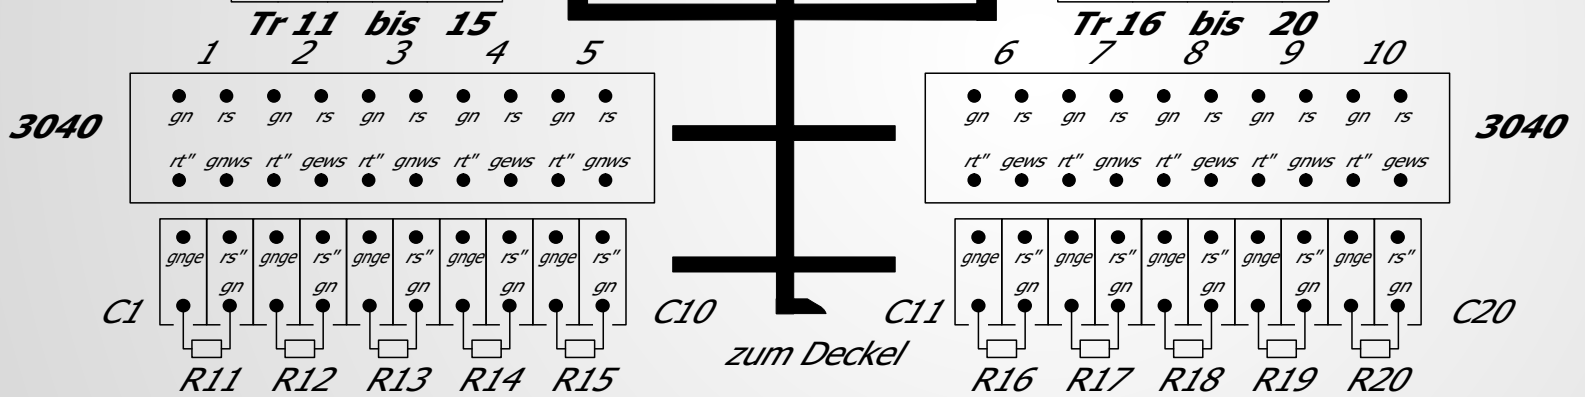 Tr 11 bis 15 Tr 16 bis 20
1 2 3 4 5 6 7 8 9 10
gn rs gn rs gn rs gn rs gn rs gn rs gn rs gn rs gn rs gn rs
3040 3040
rt" gnws rt" gews rt" gnws rt" gews rt" gnws rt" gews rt" gnws rt" gews rt" gnws rt" gews
gnge rs" gnge rs" gnge rs" gnge rs" gnge rs" gnge rs" gnge rs" gnge rs" gnge rs" gnge rs"
gn gn gn gn gn gn gn gn gn gn
C1 C10 C11 C20
zum Deckel
R11 R12 R13 R14 R15 R16 R17 R18 R19 R20